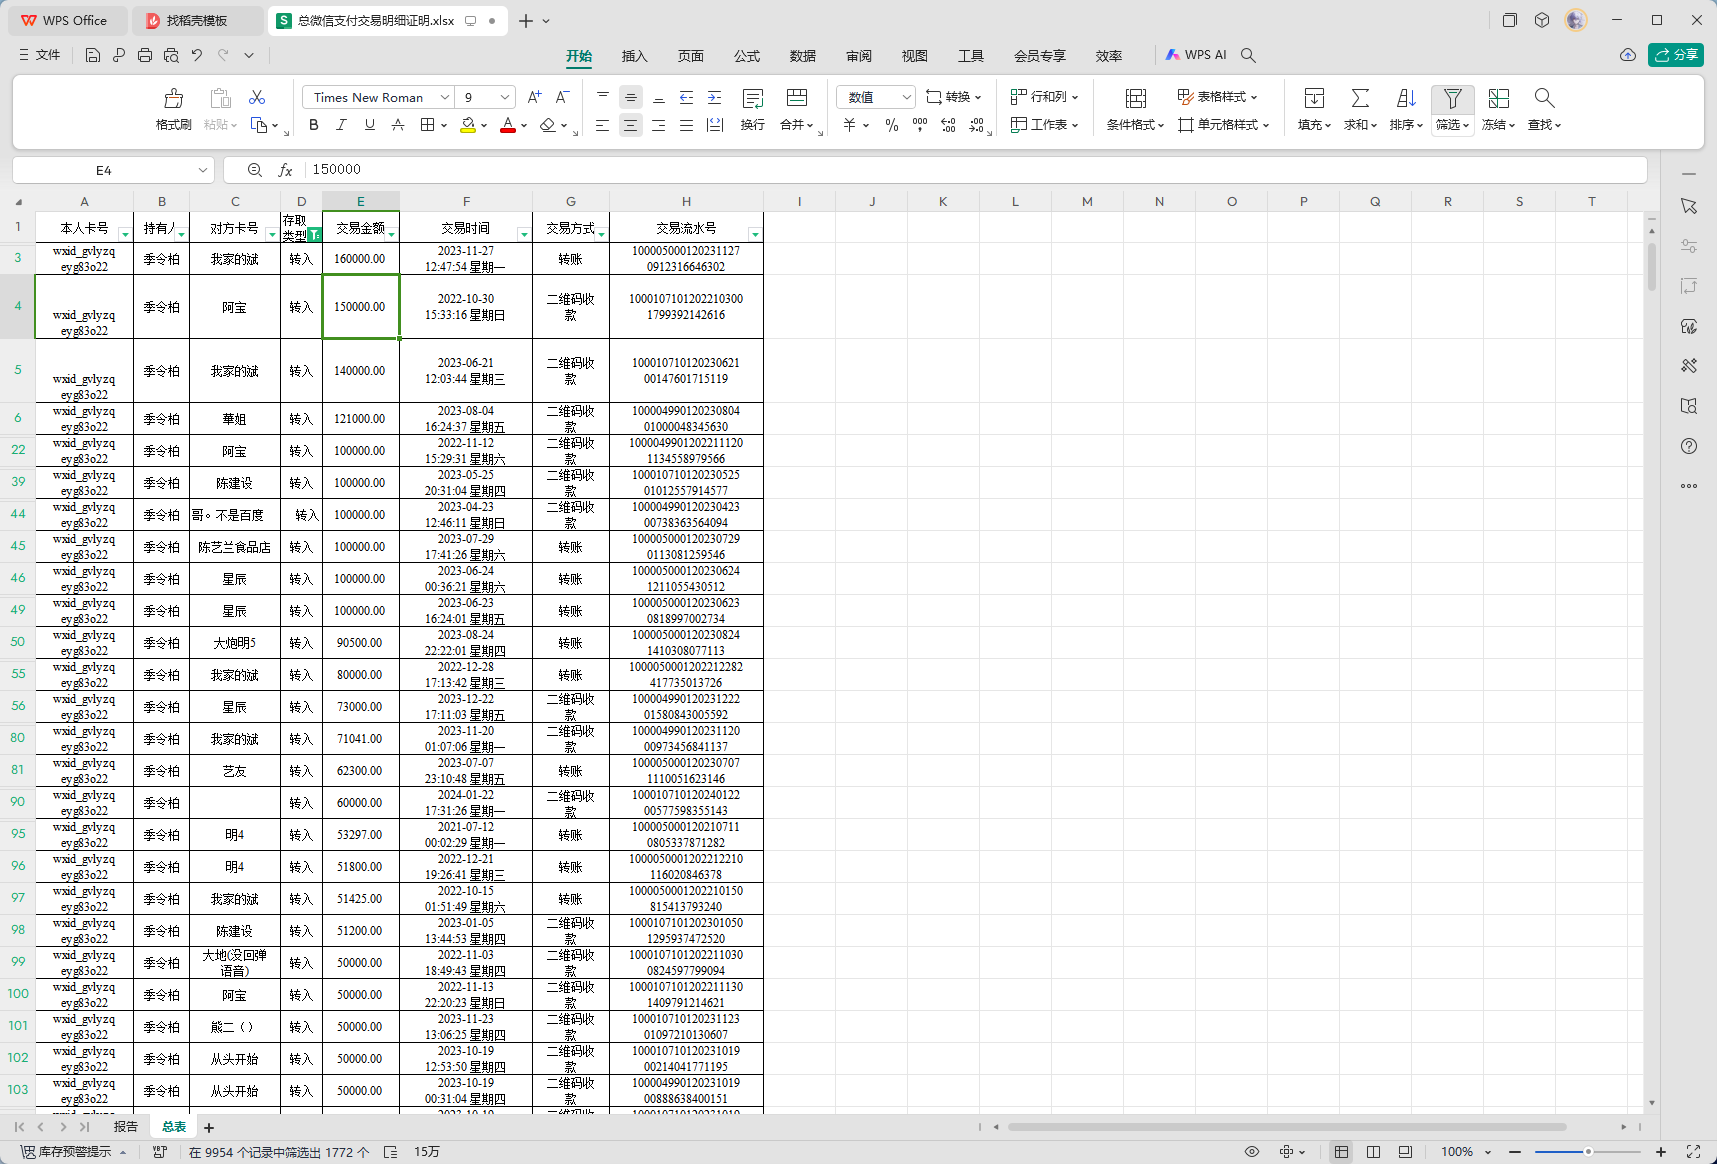 WPS Office
找稻壳模板
总微信支付交易明细证明.xlsx
文件
开始 插入 页面 公式 数据 审阅 视图 工具 会员专享 效率 WPS AI
分享
格式刷 粘贴
Times New Roman 9
换行 合并
数值 转换
行和列 工作表
条件格式 表格样式 单元格样式
填充 求和 排序 筛选 冻结 查找
E4 fx 150000
A B C D E F G H I J K L M N O P Q R S T
1 本人卡号 持有人 对方卡号 存取类型 交易金额 交易时间 交易方式 交易流水号
3 wxid_gvlyzqeyg83o22 季令柏 我家的斌 转入 160000.00 2023-11-27 12:47:54 星期一 转账 1000050001202311270912316646302
4 wxid_gvlyzqeyg83o22 季令柏 阿宝 转入 150000.00 2022-10-30 15:33:16 星期日 二维码收款 10001071012022103001799392142616
5 wxid_gvlyzqeyg83o22 季令柏 我家的斌 转入 140000.00 2023-06-21 12:03:44 星期三 二维码收款 10001071012023062100147601715119
6 wxid_gvlyzqeyg83o22 季令柏 華姐 转入 121000.00 2023-08-04 16:24:37 星期五 二维码收款 10000499012023080401000048345630
22 wxid_gvlyzqeyg83o22 季令柏 阿宝 转入 100000.00 2022-11-12 15:29:31 星期六 二维码收款 10000499012022111201134558979566
39 wxid_gvlyzqeyg83o22 季令柏 陈建设 转入 100000.00 2023-05-25 20:31:04 星期四 二维码收款 10001071012023052501012557914577
44 wxid_gvlyzqeyg83o22 季令柏 哥。不是百度 转入 100000.00 2023-04-23 12:46:11 星期日 二维码收款 10000499012023042300738363564094
45 wxid_gvlyzqeyg83o22 季令柏 陈艺兰食品店 转入 100000.00 2023-07-29 17:41:26 星期六 转账 1000050001202307290113081259546
46 wxid_gvlyzqeyg83o22 季令柏 星辰 转入 100000.00 2023-06-24 00:36:21 星期六 转账 1000050001202306241211055430512
49 wxid_gvlyzqeyg83o22 季令柏 星辰 转入 100000.00 2023-06-23 16:24:01 星期五 转账 1000050001202306230818997002734
50 wxid_gvlyzqeyg83o22 季令柏 大炮明5 转入 90500.00 2023-08-24 22:22:01 星期四 转账 1000050001202308241410308077113
55 wxid_gvlyzqeyg83o22 季令柏 我家的斌 转入 80000.00 2022-12-28 17:13:42 星期三 转账 1000050001202212282417735013726
56 wxid_gvlyzqeyg83o22 季令柏 星辰 转入 73000.00 2023-12-22 17:11:03 星期五 二维码收款 10000499012023122201580843005592
80 wxid_gvlyzqeyg83o22 季令柏 我家的斌 转入 71041.00 2023-11-20 01:07:06 星期一 二维码收款 10000499012023112000973456841137
81 wxid_gvlyzqeyg83o22 季令柏 艺友 转入 62300.00 2023-07-07 23:10:48 星期五 转账 1000050001202307071110051623146
90 wxid_gvlyzqeyg83o22 季令柏 转入 60000.00 2024-01-22 17:31:26 星期一 二维码收款 10001071012024012200577598355143
95 wxid_gvlyzqeyg83o22 季令柏 明4 转入 53297.00 2021-07-12 00:02:29 星期一 转账 1000050001202107110805337871282
96 wxid_gvlyzqeyg83o22 季令柏 明4 转入 51800.00 2022-12-21 19:26:41 星期三 转账 1000050001202212210116020846378
97 wxid_gvlyzqeyg83o22 季令柏 我家的斌 转入 51425.00 2022-10-15 01:51:49 星期六 转账 1000050001202210150815413793240
98 wxid_gvlyzqeyg83o22 季令柏 陈建设 转入 51200.00 2023-01-05 13:44:53 星期四 二维码收款 10001071012023010501295937472520
99 wxid_gvlyzqeyg83o22 季令柏 大地(没回弹语音) 转入 50000.00 2022-11-03 18:49:43 星期四 二维码收款 10001071012022110300824597799094
100 wxid_gvlyzqeyg83o22 季令柏 阿宝 转入 50000.00 2022-11-13 22:20:23 星期日 二维码收款 10001071012022111301409791214621
101 wxid_gvlyzqeyg83o22 季令柏 熊二（） 转入 50000.00 2023-11-23 13:06:25 星期四 二维码收款 10001071012023112301097210130607
102 wxid_gvlyzqeyg83o22 季令柏 从头开始 转入 50000.00 2023-10-19 12:53:50 星期四 二维码收款 10001071012023101900214041771195
103 wxid_gvlyzqeyg83o22 季令柏 从头开始 转入 50000.00 2023-10-19 00:31:04 星期四 二维码收款 10000499012023101900888638400151
报告 总表
库存预警提示 在 9954 个记录中筛选出 1772 个 15万 100%